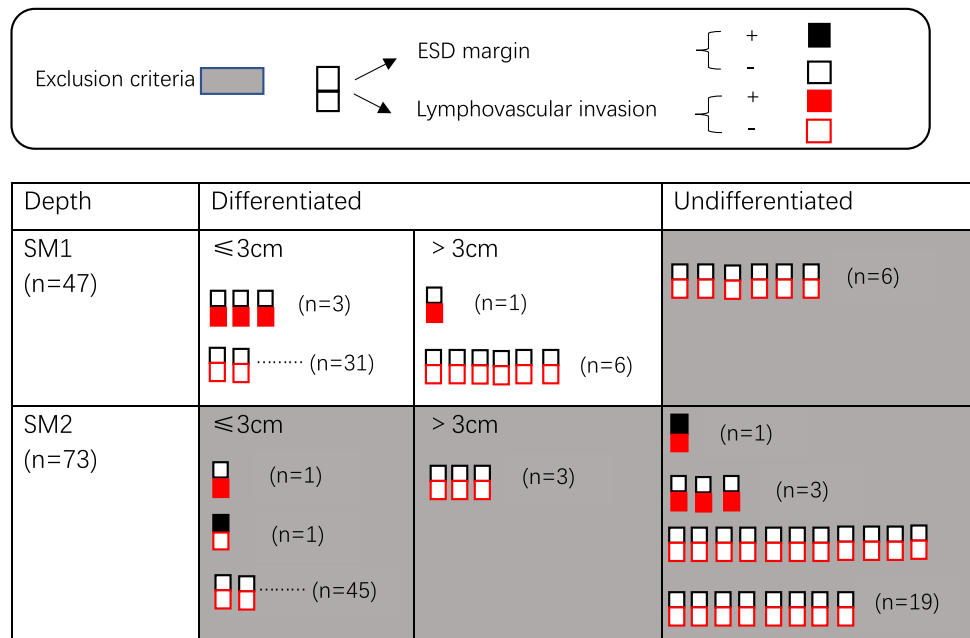 Exclusion criteria
ESD margin
+
-
Lymphovascular invasion
+
-
Depth
Differentiated
Undifferentiated
SM1
(n=47)
≤3cm
(n=3)
(n=31)
> 3cm
(n=1)
(n=6)
(n=6)
SM2
(n=73)
≤3cm
(n=1)
(n=1)
(n=45)
> 3cm
(n=3)
(n=1)
(n=3)
(n=19)